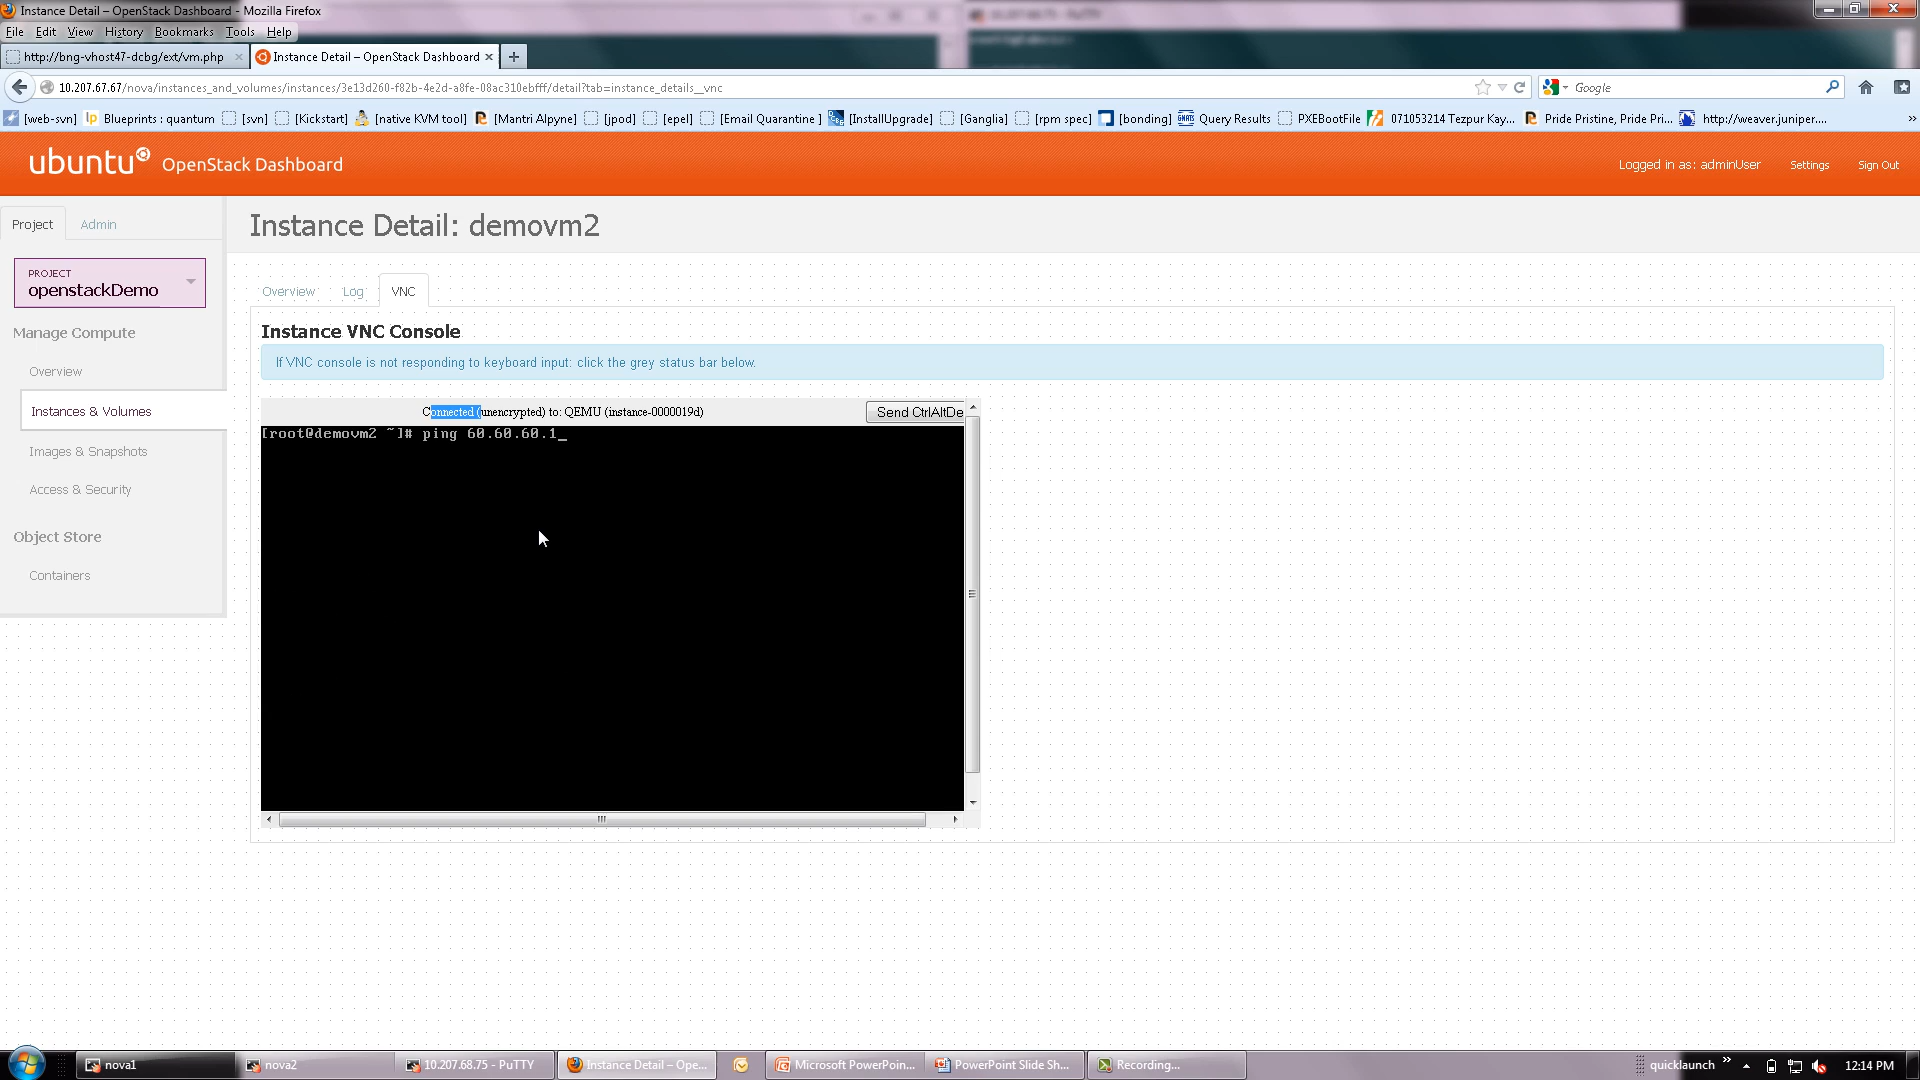 Instance Detail – OpenStack Dashboard - Mozilla Firefox
File Edit View History Bookmarks Tools Help
http://bng-vhost47-dcbg/ext/vm.php
Instance Detail – OpenStack Dashboard
10.207.67.67/nova/instances_and_volumes/instances/3e13d260-f82b-4e2d-a8fe-08ac310ebfff/detail?tab=instance_details__vnc
Google
[web-svn] Blueprints : quantum [svn] [Kickstart] [native KVM tool] [Mantri Alpyne] [jpod] [epel] [Email Quarantine ] [InstallUpgrade] [Ganglia] [rpm spec] [bonding] Query Results PXEBootFile 071053214 Tezpur Kay... Pride Pristine, Pride Pri... http://weaver.juniper.... »
ubuntu OpenStack Dashboard
Logged in as: adminUser Settings Sign Out
Project Admin
Instance Detail: demovm2
PROJECT
openstackDemo
Manage Compute
Overview
Instances & Volumes
Images & Snapshots
Access & Security
Object Store
Containers
Overview Log VNC
Instance VNC Console
If VNC console is not responding to keyboard input: click the grey status bar below.
Connected (unencrypted) to: QEMU (instance-0000019d)
Send CtrlAltDe
[root@demovm2 ~]# ping 60.60.60.1_
nova1 nova2 10.207.68.75 - PuTTY Instance Detail – Ope... Microsoft PowerPoin... PowerPoint Slide Sh... Recording...
quicklaunch » 12:14 PM